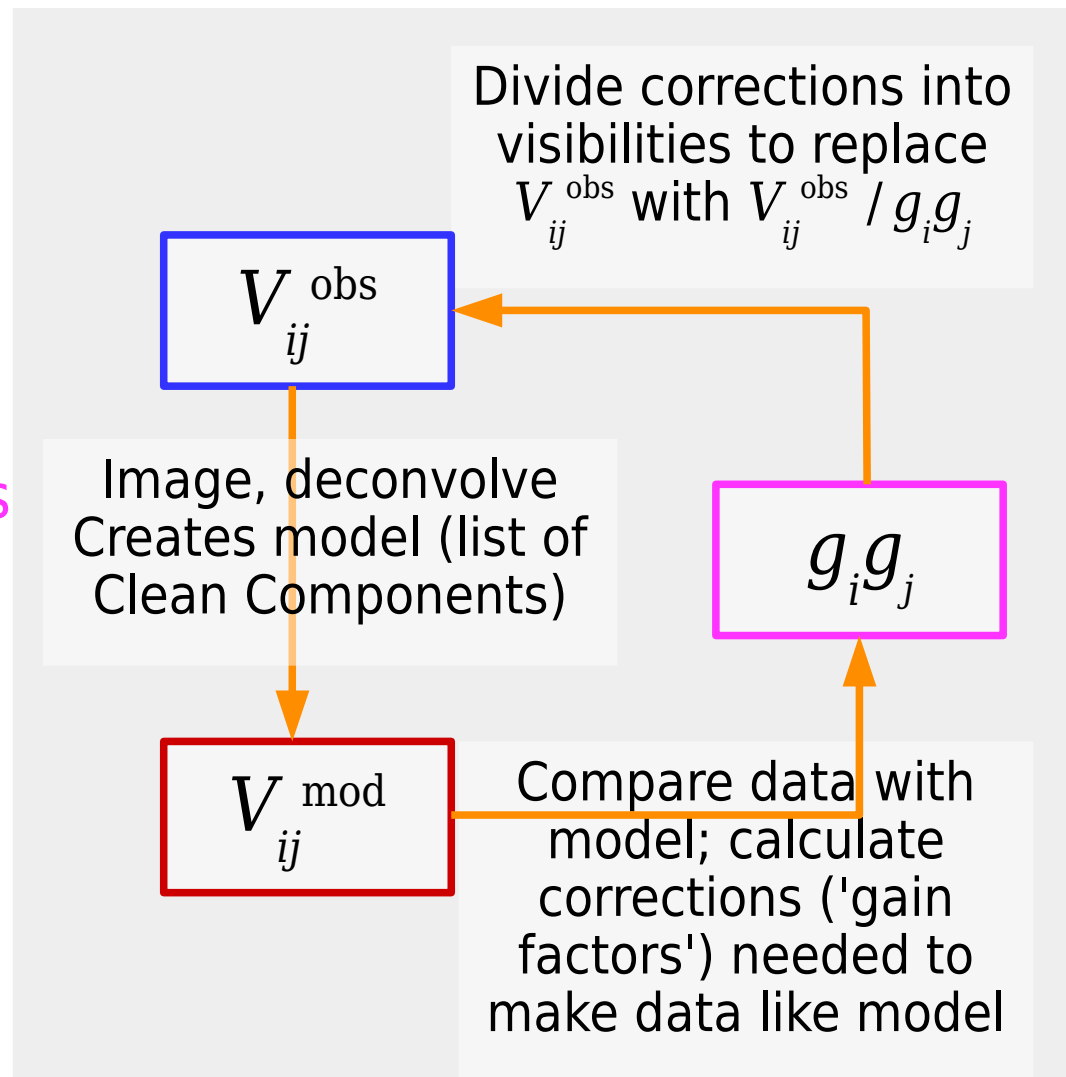 Divide corrections into
visibilities to replace
V_ij^obs with V_ij^obs / g_i g_j
V_ij^obs
Image, deconvolve
Creates model (list of
Clean Components)
s
g_i g_j
V_ij^mod
Compare data with
model; calculate
corrections ('gain
factors') needed to
make data like model